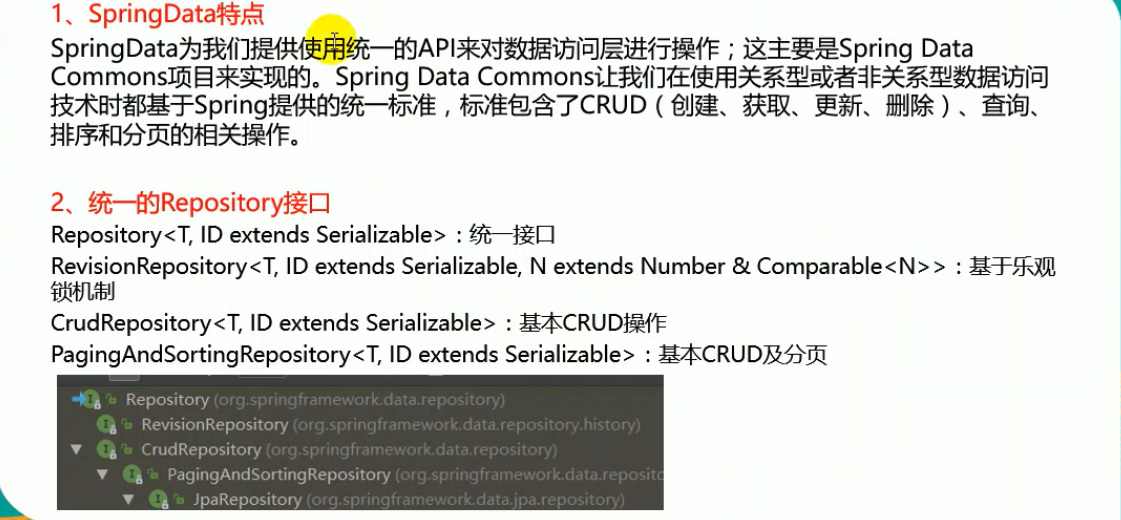 1、SpringData特点
SpringData为我们提供使用统一的API来对数据访问层进行操作；这主要是Spring Data
Commons项目来实现的。Spring Data Commons让我们在使用关系型或者非关系型数据访问
技术时都基于Spring提供的统一标准，标准包含了CRUD（创建、获取、更新、删除）、查询、
排序和分页的相关操作。
2、统一的Repository接口
Repository<T, ID extends Serializable>：统一接口
RevisionRepository<T, ID extends Serializable, N extends Number & Comparable<N>>：基于乐观
锁机制
CrudRepository<T, ID extends Serializable>：基本CRUD操作
PagingAndSortingRepository<T, ID extends Serializable>：基本CRUD及分页
Repository (org.springframework.data.repository)
RevisionRepository (org.springframework.data.repository.history)
CrudRepository (org.springframework.data.repository)
PagingAndSortingRepository (org.springframework.data.reposito
JpaRepository (org.springframework.data.jpa.repository)